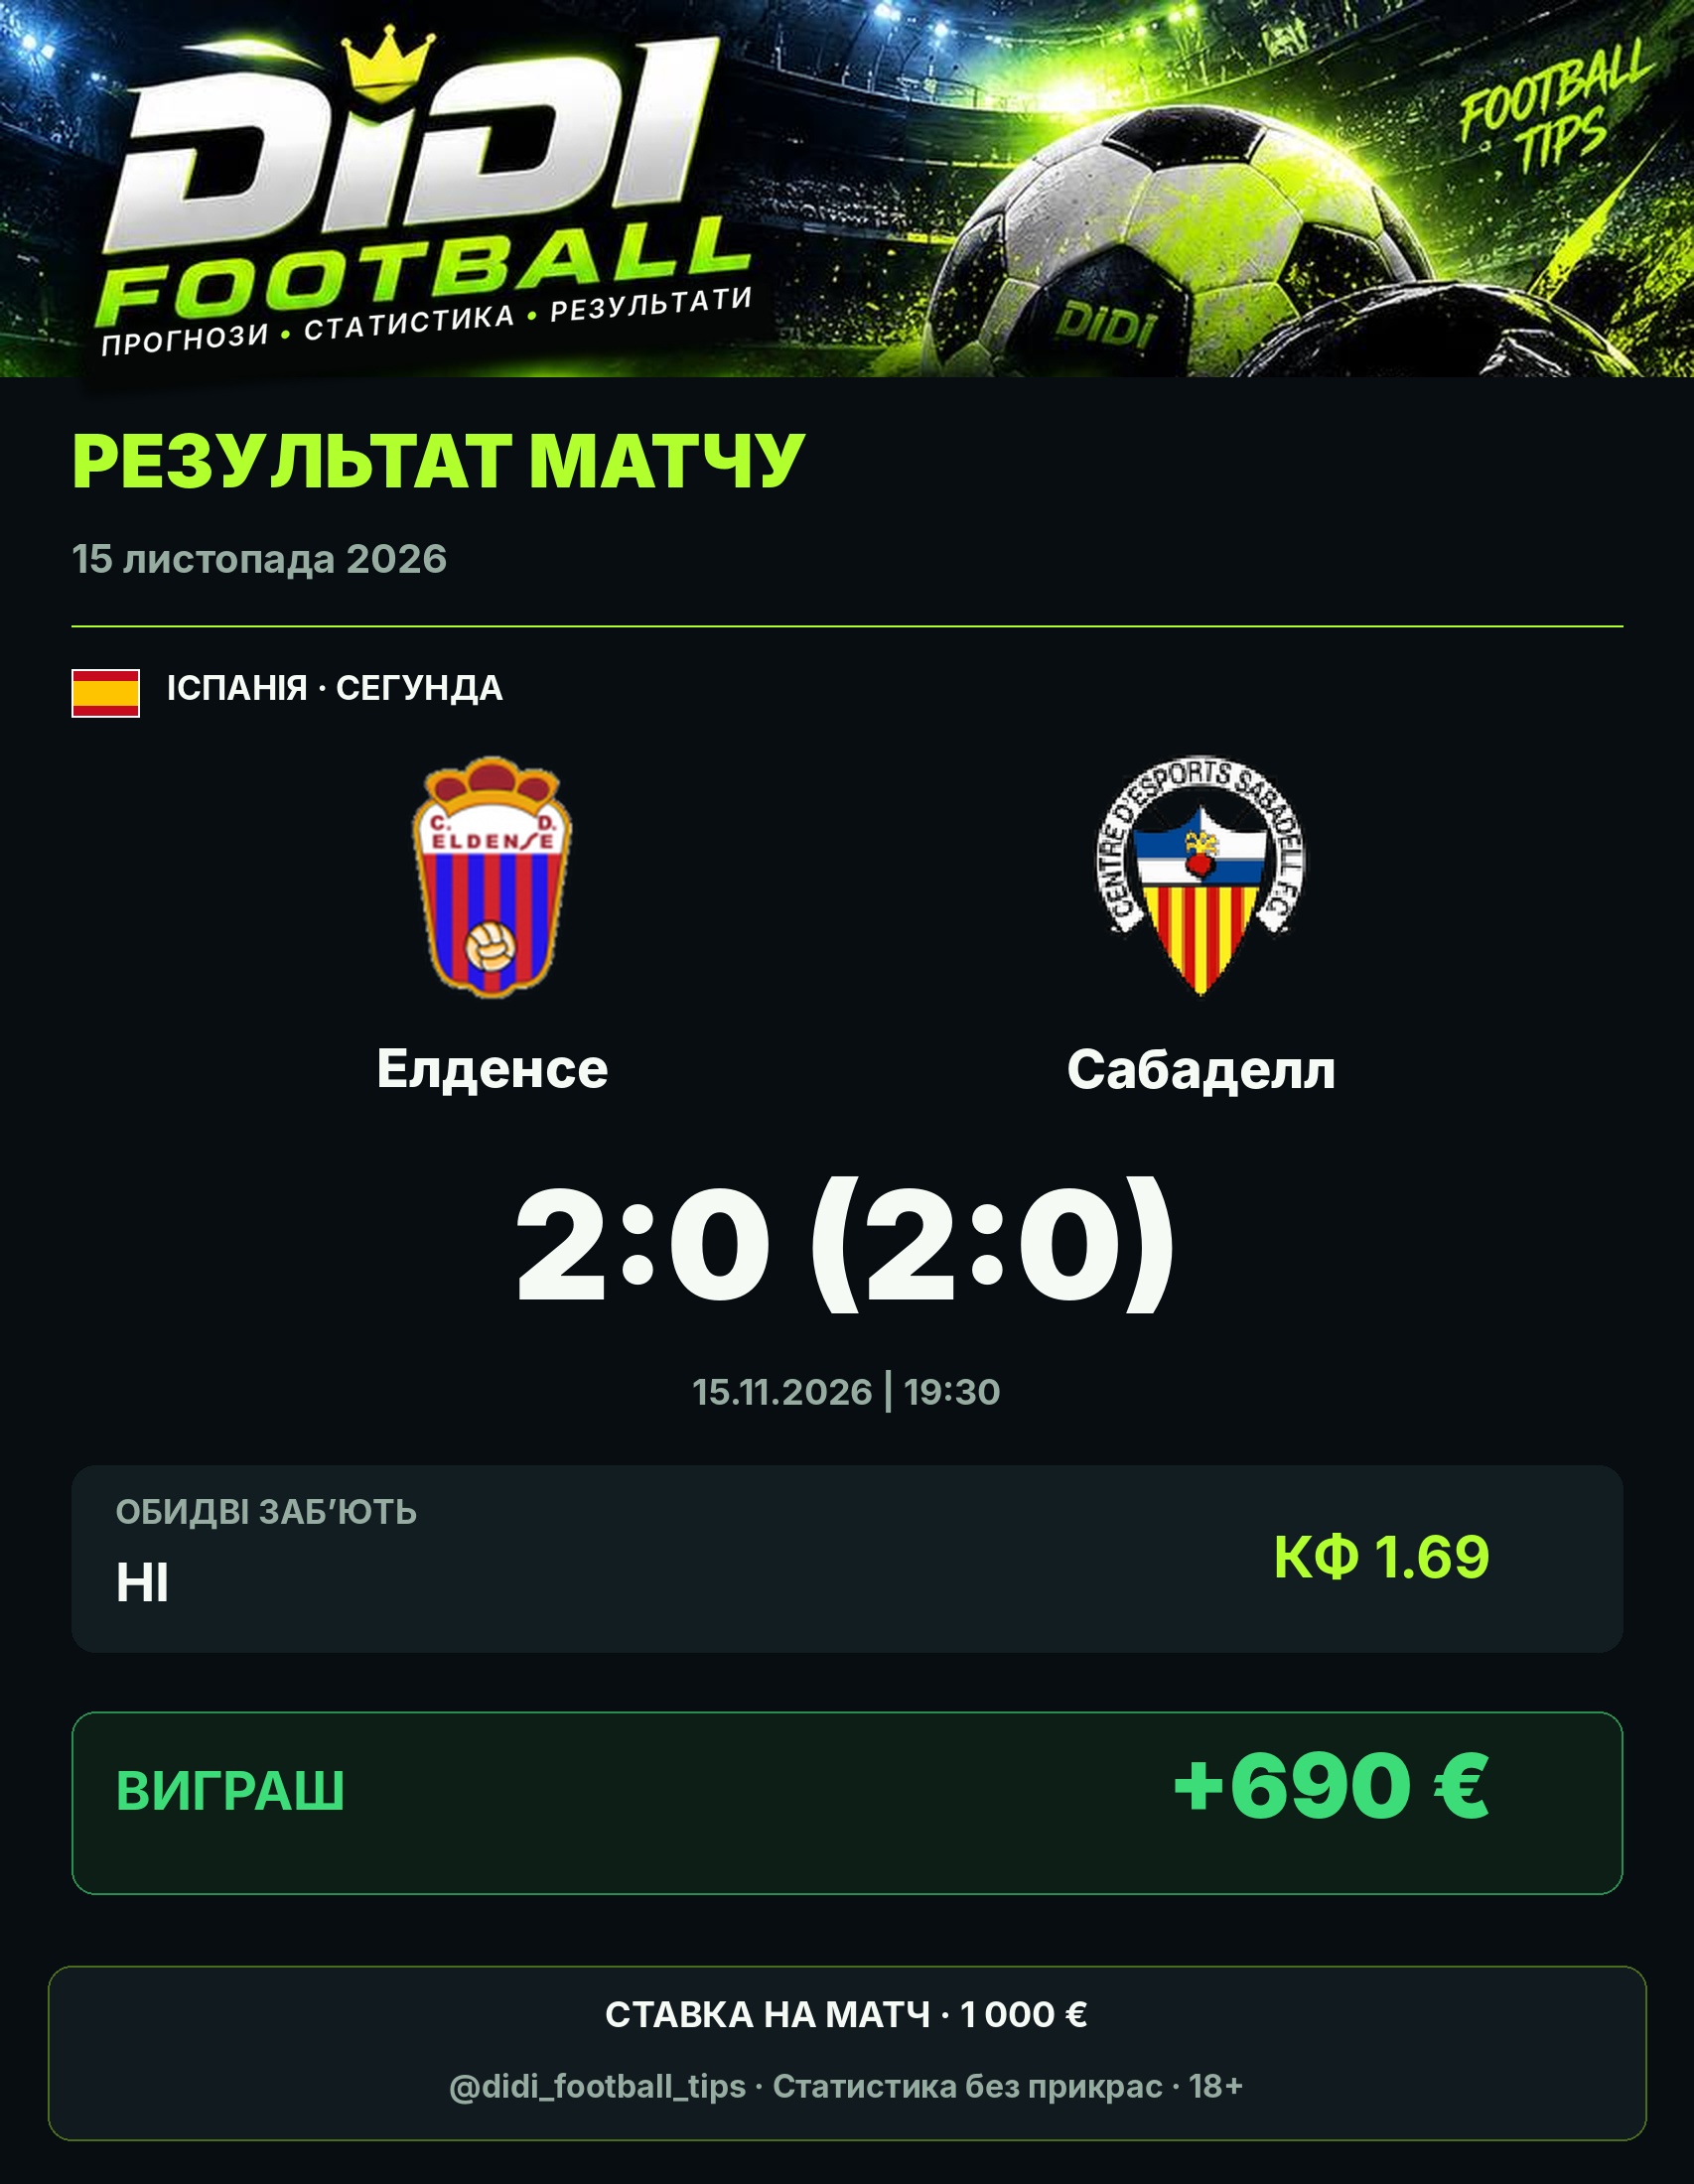 DiDI
FOOTBALL
ПРОГНОЗИ • СТАТИСТИКА • РЕЗУЛЬТАТИ
FOOTBALL
TIPS
DIDI
РЕЗУЛЬТАТ МАТЧУ
15 листопада 2026
ІСПАНІЯ · СЕГУНДА
C. D.
ELDENSE
CENTRE D'ESPORTS SABADELL F.C.
Елденсе
Сабаделл
2:0 (2:0)
15.11.2026 | 19:30
ОБИДВІ ЗАБ’ЮТЬ
НІ
КФ 1.69
ВИГРАШ
+690 €
СТАВКА НА МАТЧ · 1 000 €
@didi_football_tips · Статистика без прикрас · 18+